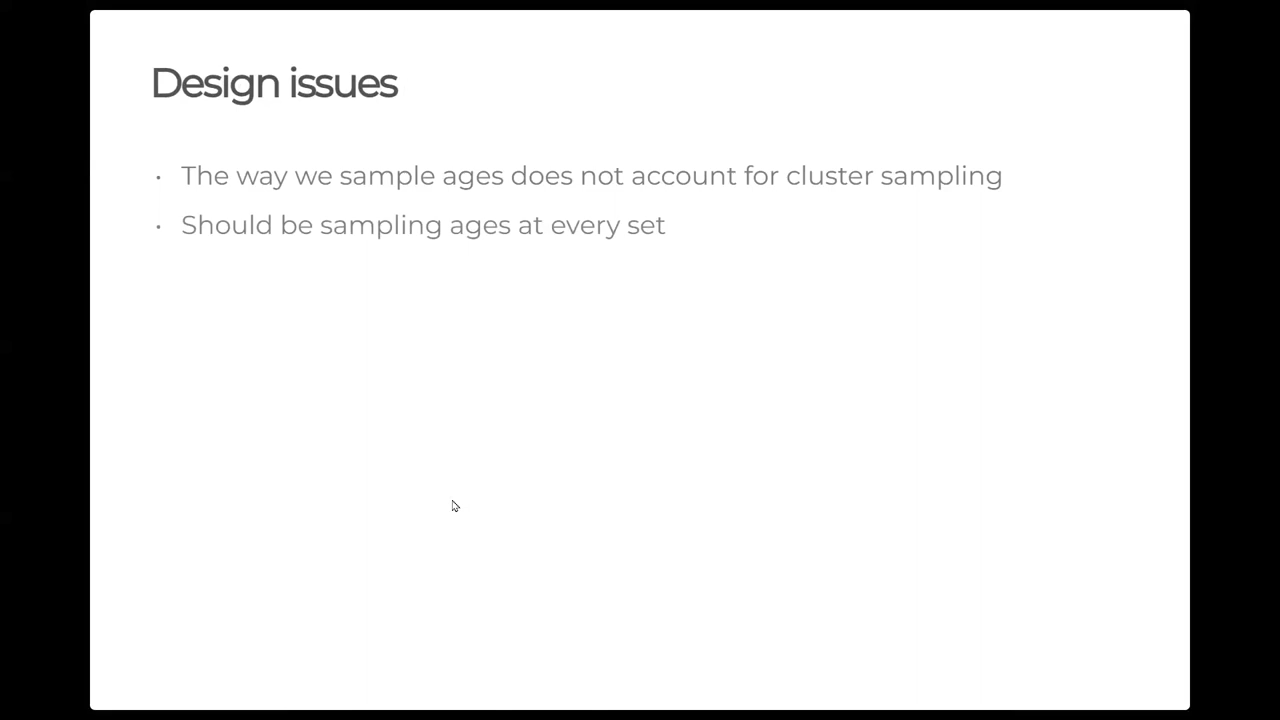 Design issues
• The way we sample ages does not account for cluster sampling
• Should be sampling ages at every set